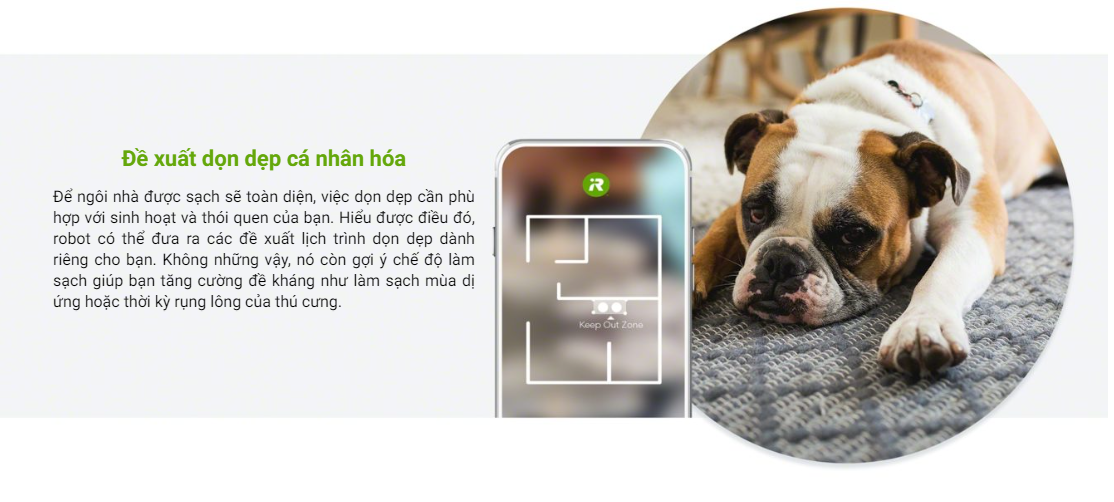 Đề xuất dọn dẹp cá nhân hóa
Để ngôi nhà được sạch sẽ toàn diện, việc dọn dẹp cần phù
hợp với sinh hoạt và thói quen của bạn. Hiểu được điều đó,
robot có thể đưa ra các đề xuất lịch trình dọn dẹp dành
riêng cho bạn. Không những vậy, nó còn gợi ý chế độ làm
sạch giúp bạn tăng cường đề kháng như làm sạch mùa dị
ứng hoặc thời kỳ rụng lông của thú cưng.
iR
Keep Out Zone